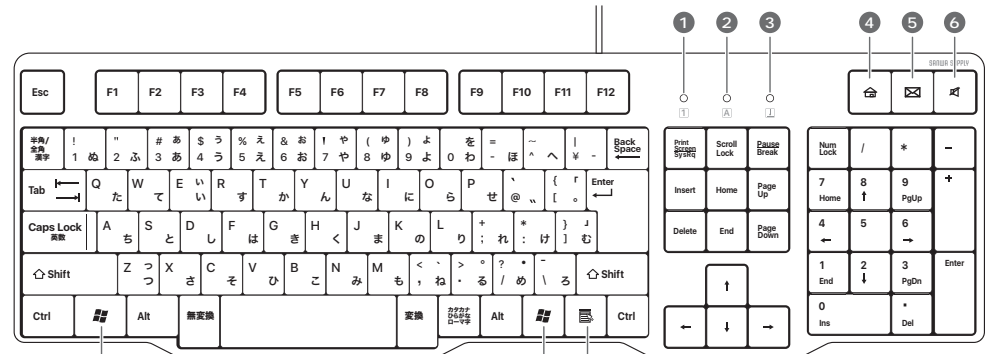 1 2 3 4 5 6
SANWA SUPPLY
Esc F1 F2 F3 F4 F5 F6 F7 F8 F9 F10 F11 F12
1 A
半角/
全角
漢字
! 1 ぬ
" 2 ふ
# あ 3 あ
$ う 4 う
% え 5 え
& お 6 お
' や 7 や
( ゆ 8 ゆ
) よ 9 よ
を 0 わ
= - ほ
~ ^ へ
| ¥ -
Back
Space
Print
Screen
SysRq
Scroll
Lock
Pause
Break
Num
Lock
/ * -
Tab
Q た
W て
E い い
R す
T か
Y ん
U な
I に
O ら
P せ
` @ 〃
{ 「 [ 。
Enter
Insert Home
Page
Up
7
Home
8
9
PgUp
+
Caps Lock
英数
A ち
S と
D し
F は
G き
H く
J ま
K の
L り
+ ; れ
* : け
} 」 ] む
Delete End
Page
Down
4 5 6
Shift
Z つ つ
X さ
C そ
V ひ
B こ
N み
M も
< 、 , ね
> 。 . る
? ・ / め
\ ろ
Shift
1
End
2
3
PgDn
Enter
Ctrl Alt 無変換 変換
カタカナ
ひらがな
ローマ字
Alt Ctrl
0
Ins
.
Del